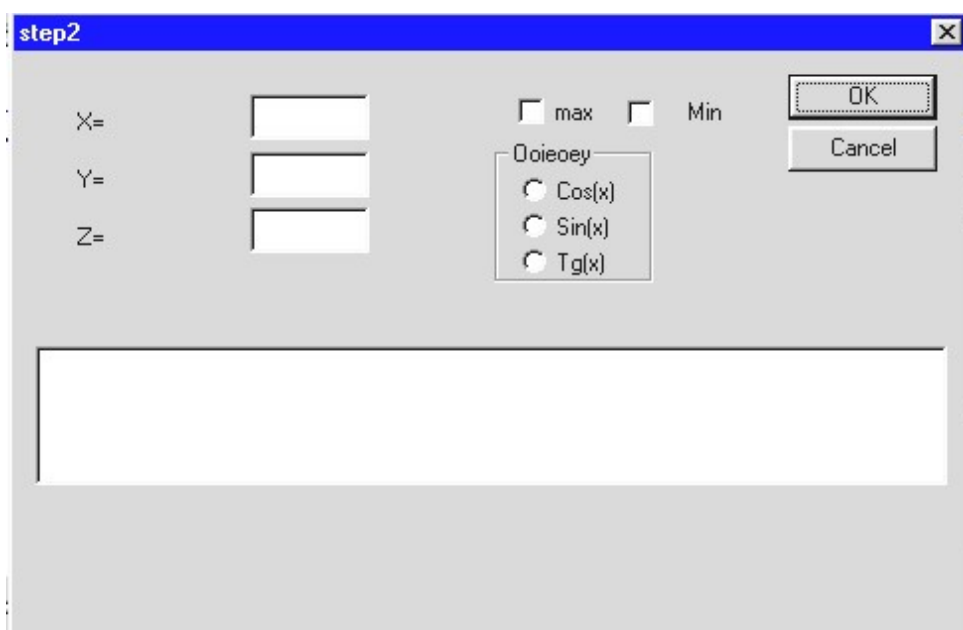 step2
X=
Y=
Z=
max
Min
Ooieoey
Cos(x)
Sin(x)
Tg(x)
OK
Cancel